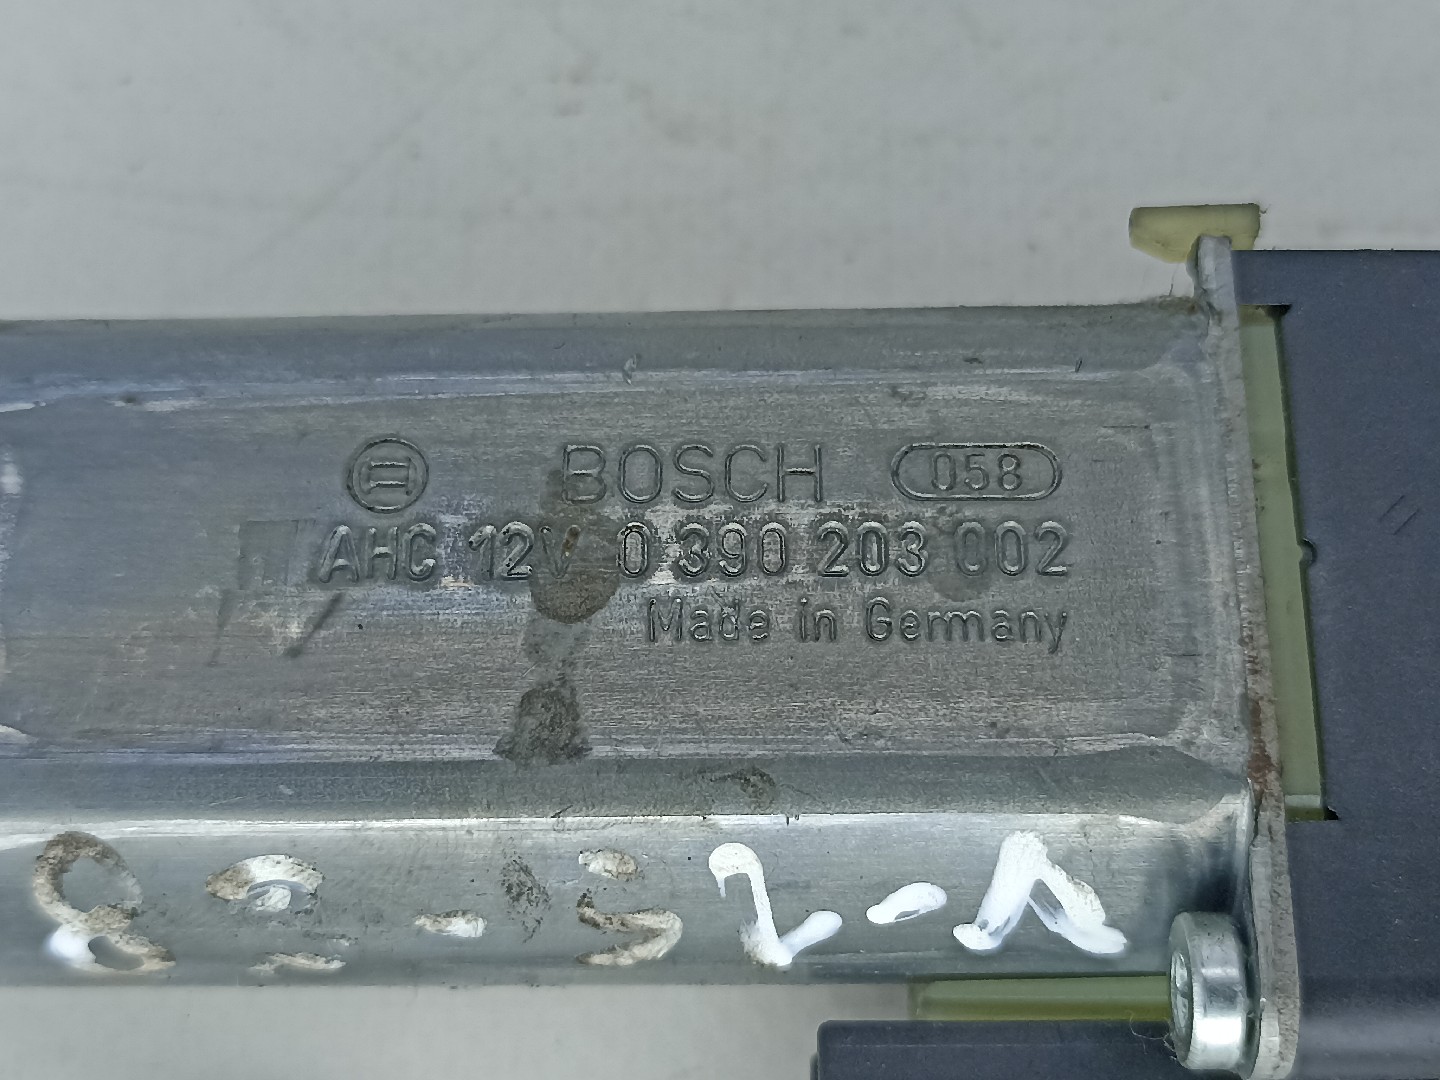 BOSCH 058
AHC 12V 0 390 203 002
Made in Germany